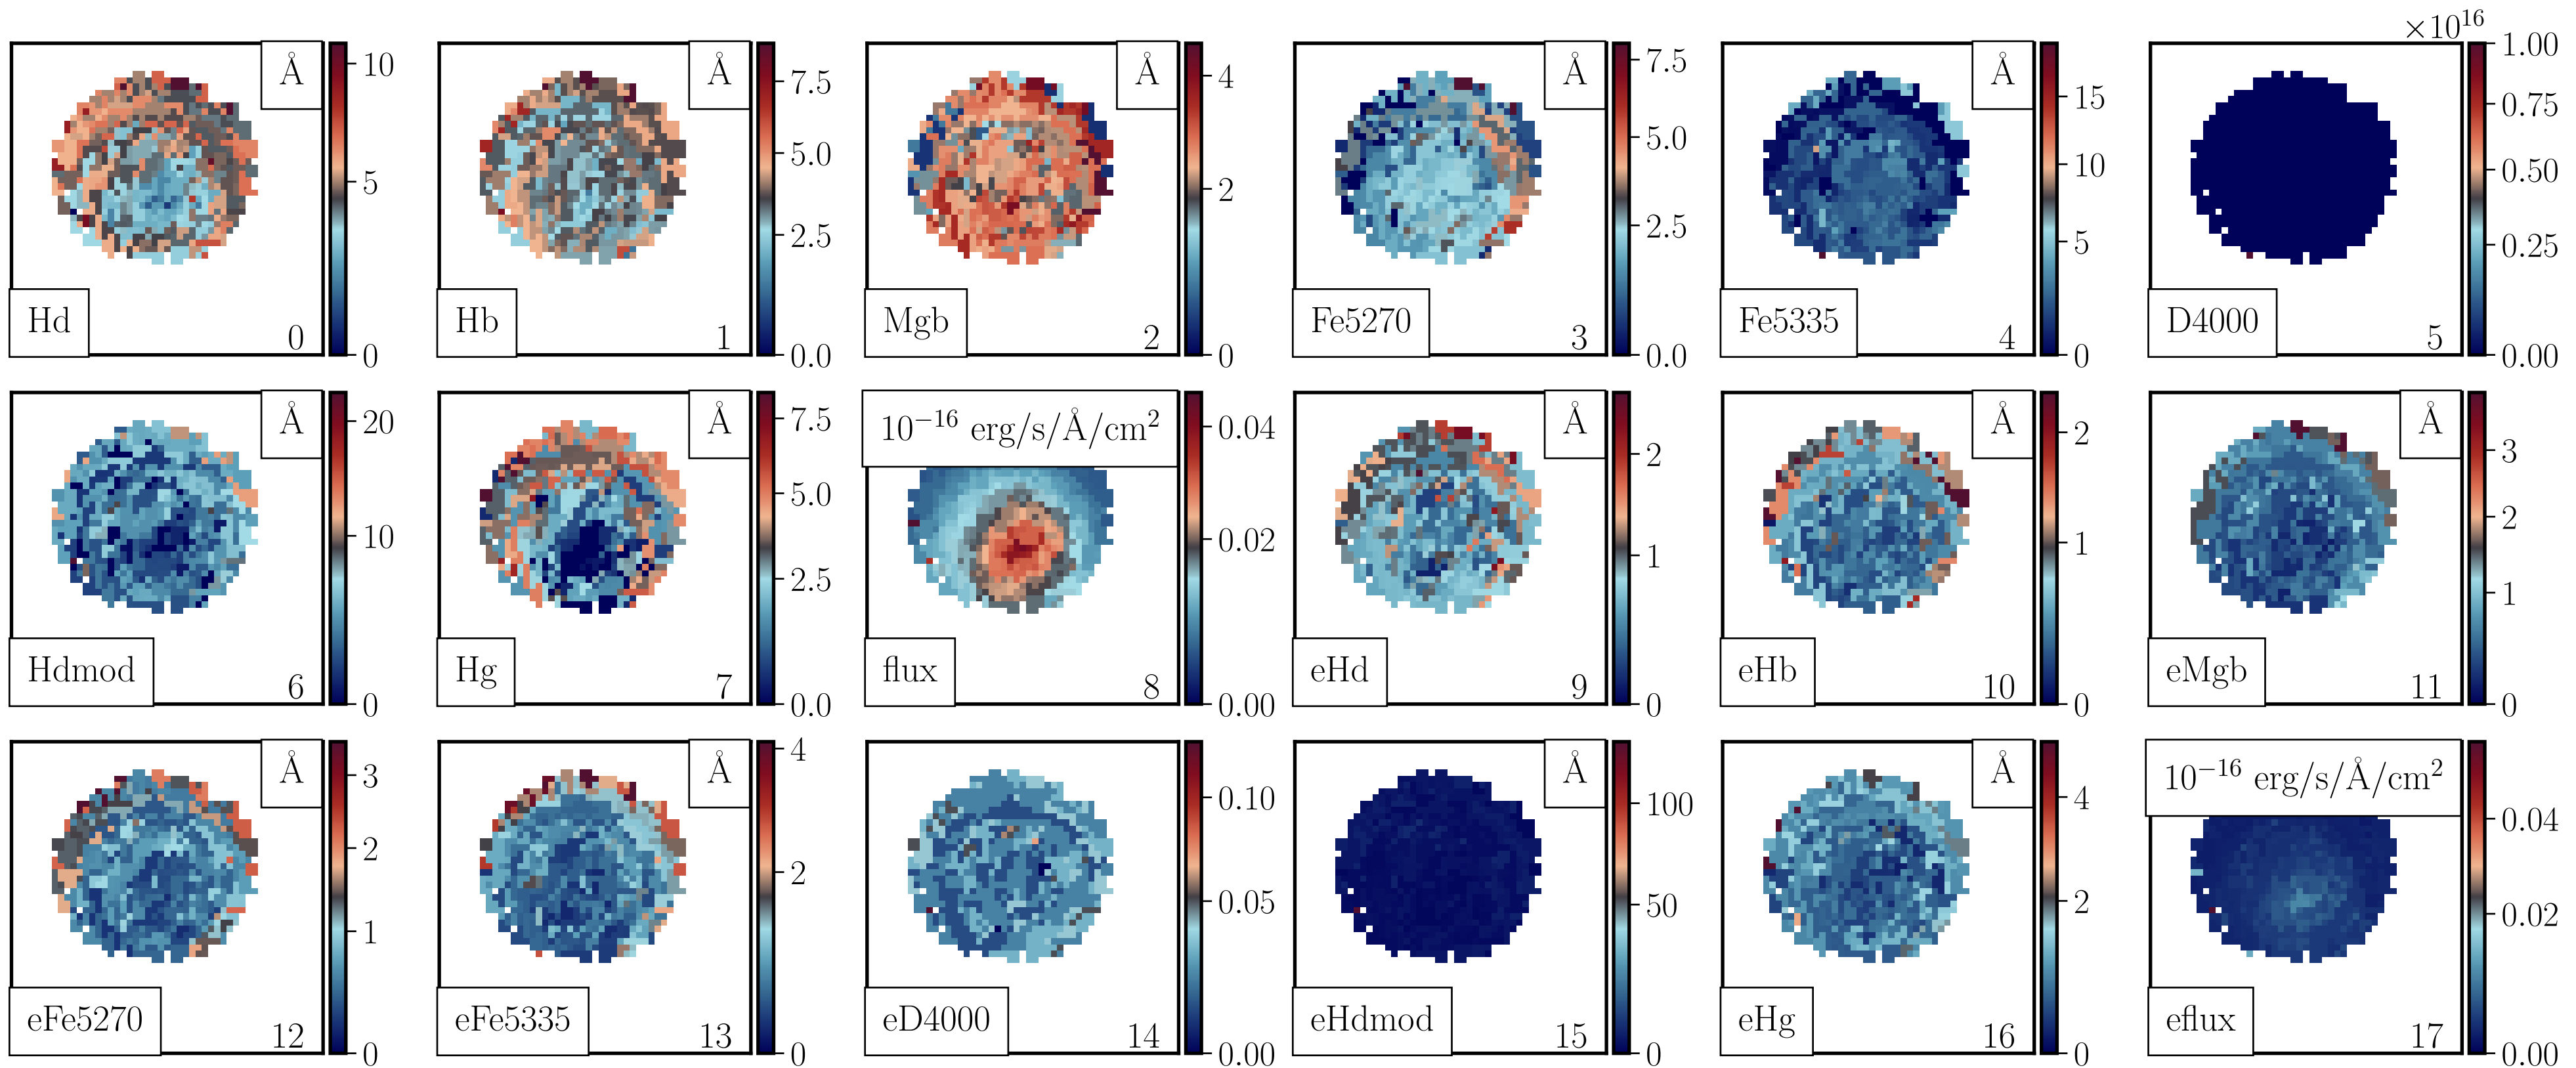 Å
Hd
0
10
5
0
Å
Hb
1
7.5
5.0
2.5
0.0
Å
Mgb
2
4
2
0
Å
Fe5270
3
7.5
5.0
2.5
0.0
Å
Fe5335
4
15
10
5
0
×10¹⁶
D4000
5
1.00
0.75
0.50
0.25
0.00
Å
Hdmod
6
20
10
0
Å
Hg
7
7.5
5.0
2.5
0.0
10⁻¹⁶ erg/s/Å/cm²
flux
8
0.04
0.02
0.00
Å
eHd
9
2
1
0
Å
eHb
10
2
1
0
Å
eMgb
11
3
2
1
0
Å
eFe5270
12
3
2
1
0
Å
eFe5335
13
4
2
0
eD4000
14
0.10
0.05
0.00
Å
eHdmod
15
100
50
0
Å
eHg
16
4
2
0
10⁻¹⁶ erg/s/Å/cm²
eflux
17
0.04
0.02
0.00